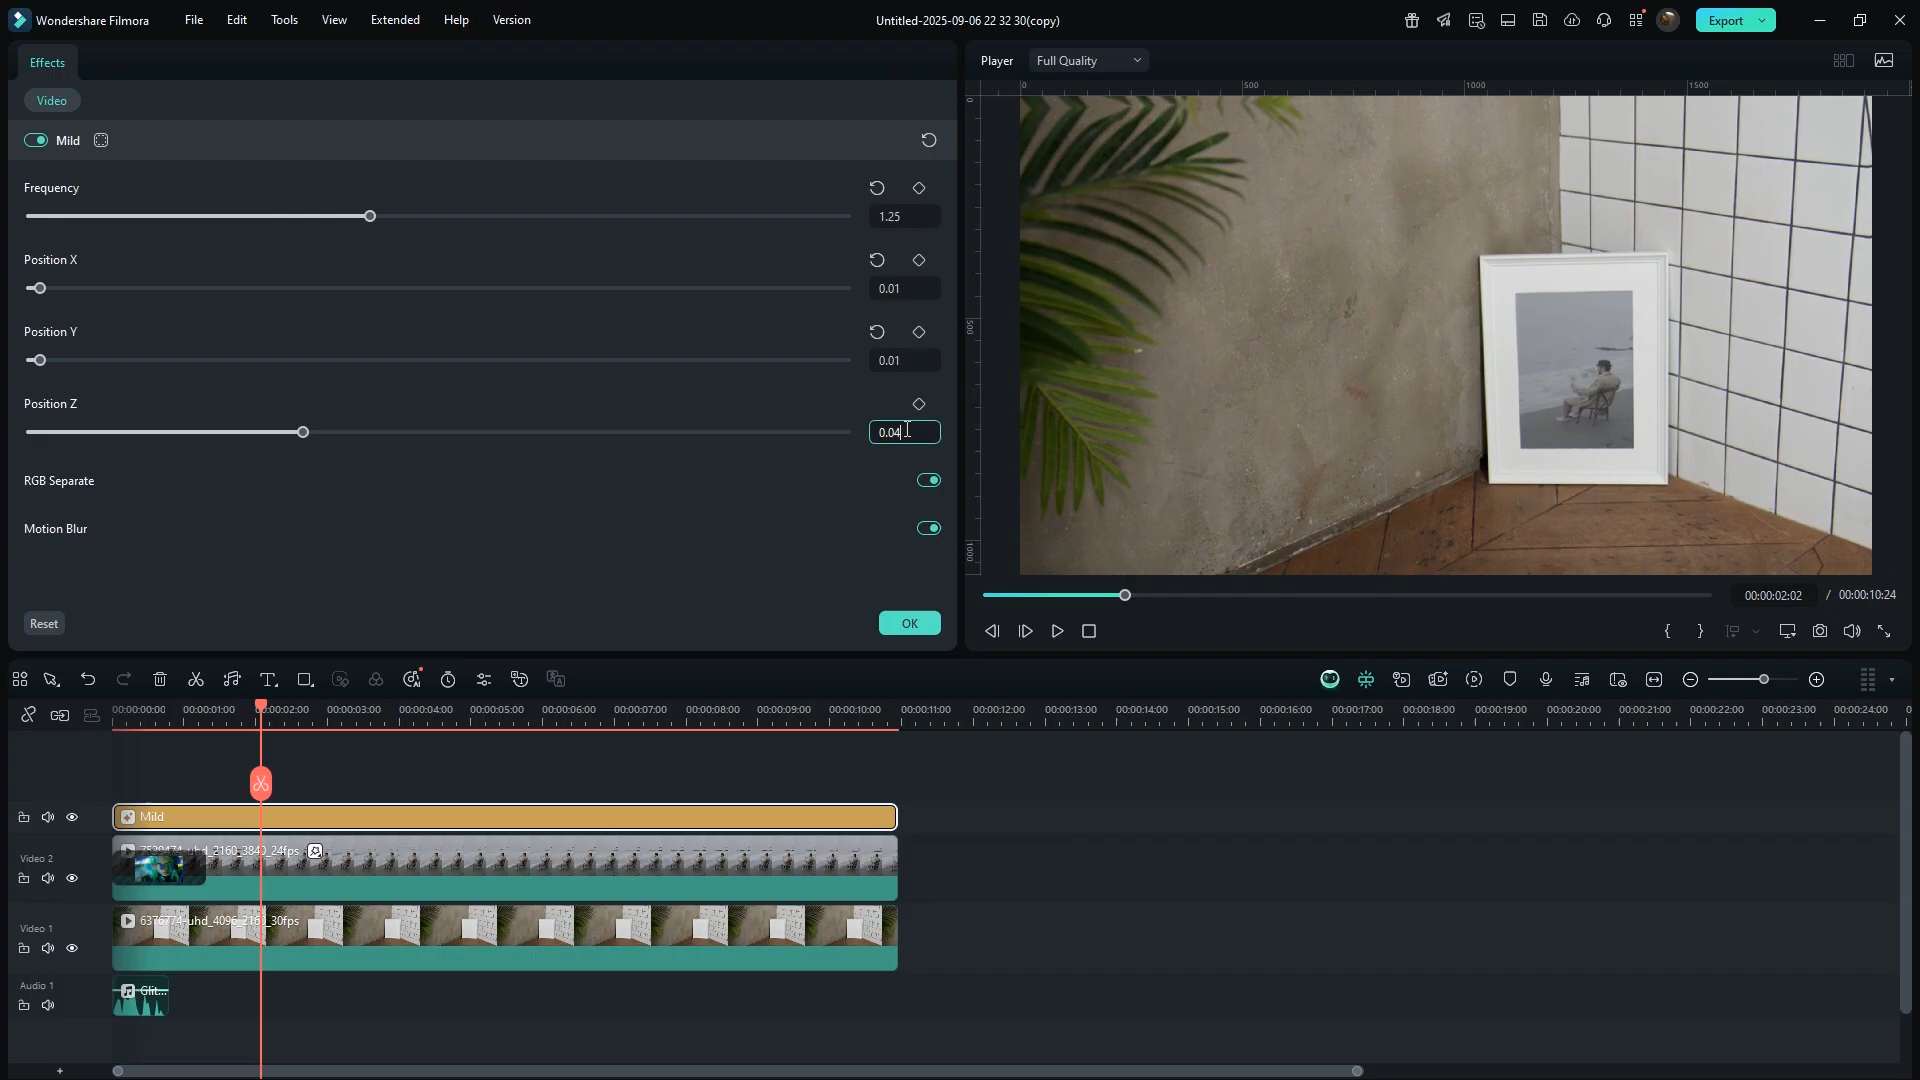 Wondershare Filmora File Edit Tools View Extended Help Version Untitled-2025-09-06 22 32 30(copy) Export
Effects
Player Full Quality
Video
Mild
0 500 1000 1500
0
500
1000
Frequency
1.25
Position X
0.01
Position Y
0.01
Position Z
0.04
RGB Separate
Motion Blur
Reset OK
00:00:02:02 / 00:00:10:24
00:00:00:00 00:00:01:00 00:00:02:00 00:00:03:00 00:00:04:00 00:00:05:00 00:00:06:00 00:00:07:00 00:00:08:00 00:00:09:00 00:00:10:00 00:00:11:00 00:00:12:00 00:00:13:00 00:00:14:00 00:00:15:00 00:00:16:00 00:00:17:00 00:00:18:00 00:00:19:00 00:00:20:00 00:00:21:00 00:00:22:00 00:00:23:00 00:00:24:00
Mild
Video 2
Video 1
6376774-uhd_4096_2160_30fps
Audio 1
Glit...